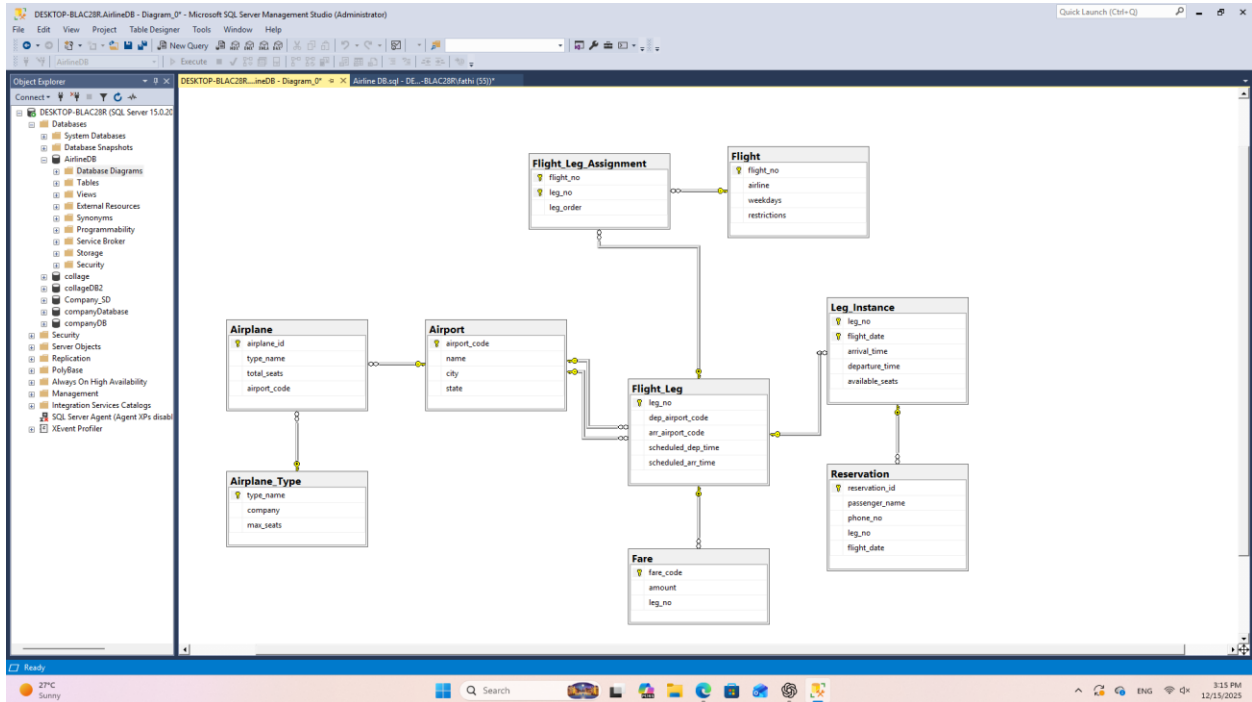 DESKTOP-BLAC28R.AirlineDB - Diagram_0* - Microsoft SQL Server Management Studio (Administrator)
Quick Launch (Ctrl+Q)
File Edit View Project Table Designer Tools Window Help
New Query
AirlineDB
Execute
Object Explorer
DESKTOP-BLAC28R....ineDB - Diagram_0*
Airline DB.sql - DE...-BLAC28R\fathi (55))*
Connect
DESKTOP-BLAC28R (SQL Server 15.0.20
Databases
System Databases
Database Snapshots
AirlineDB
Database Diagrams
Tables
Views
External Resources
Synonyms
Programmability
Service Broker
Storage
Security
collage
collageDB2
Company_SD
companyDatabase
companyDB
Security
Server Objects
Replication
PolyBase
Always On High Availability
Management
Integration Services Catalogs
SQL Server Agent (Agent XPs disabl
XEvent Profiler
Flight_Leg_Assignment
flight_no
leg_no
leg_order
Flight
flight_no
airline
weekdays
restrictions
Airplane
airplane_id
type_name
total_seats
airport_code
Airport
airport_code
name
city
state
Leg_Instance
leg_no
flight_date
arrival_time
departure_time
available_seats
Flight_Leg
leg_no
dep_airport_code
arr_airport_code
scheduled_dep_time
scheduled_arr_time
Airplane_Type
type_name
company
max_seats
Reservation
reservation_id
passenger_name
phone_no
leg_no
flight_date
Fare
fare_code
amount
leg_no
Ready
27°C
Sunny
Search
ENG
3:15 PM
12/15/2025